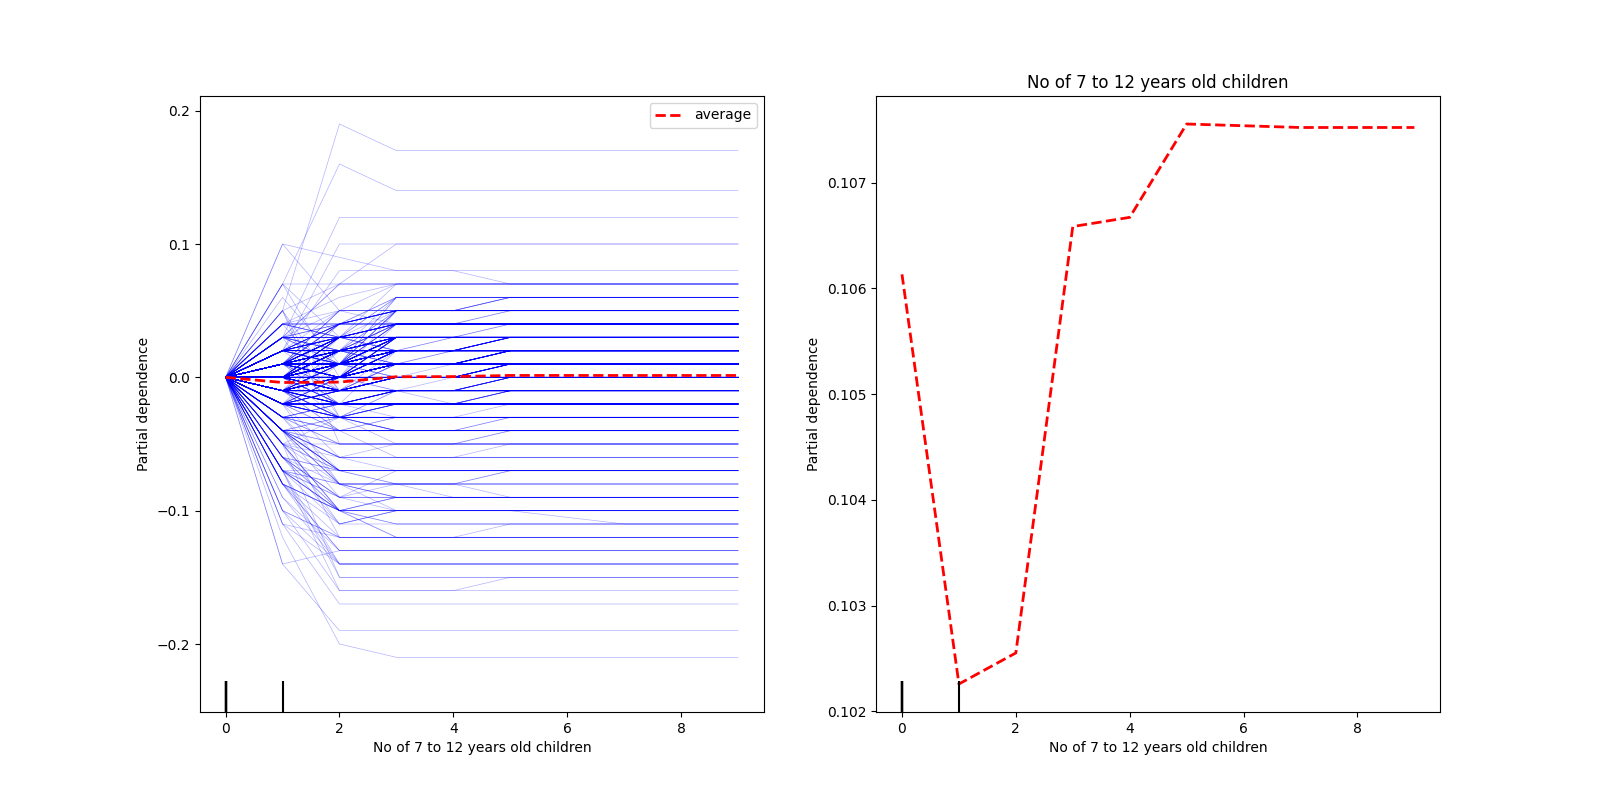 average
0.2
0.1
0.0
−0.1
−0.2
Partial dependence
0 2 4 6 8
No of 7 to 12 years old children
No of 7 to 12 years old children
0.107
0.106
0.105
0.104
0.103
0.102
Partial dependence
0 2 4 6 8
No of 7 to 12 years old children